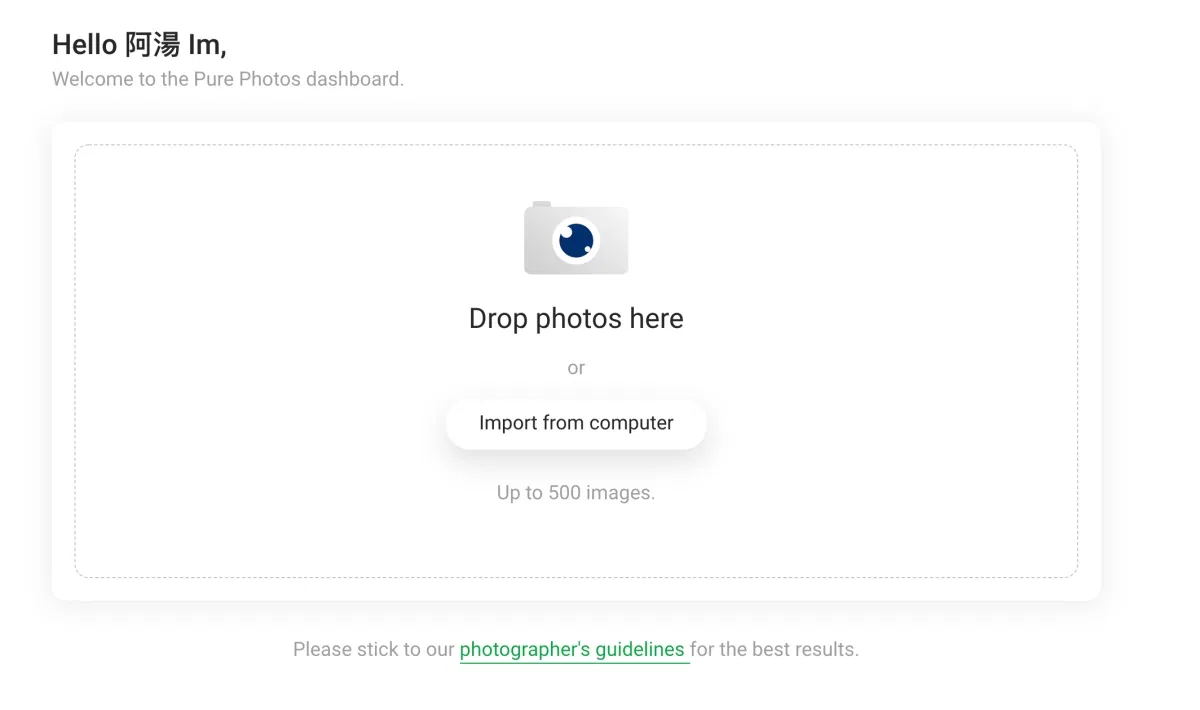 Hello 阿湯 Im,
Welcome to the Pure Photos dashboard.
Drop photos here
or
Import from computer
Up to 500 images.
Please stick to our photographer's guidelines for the best results.